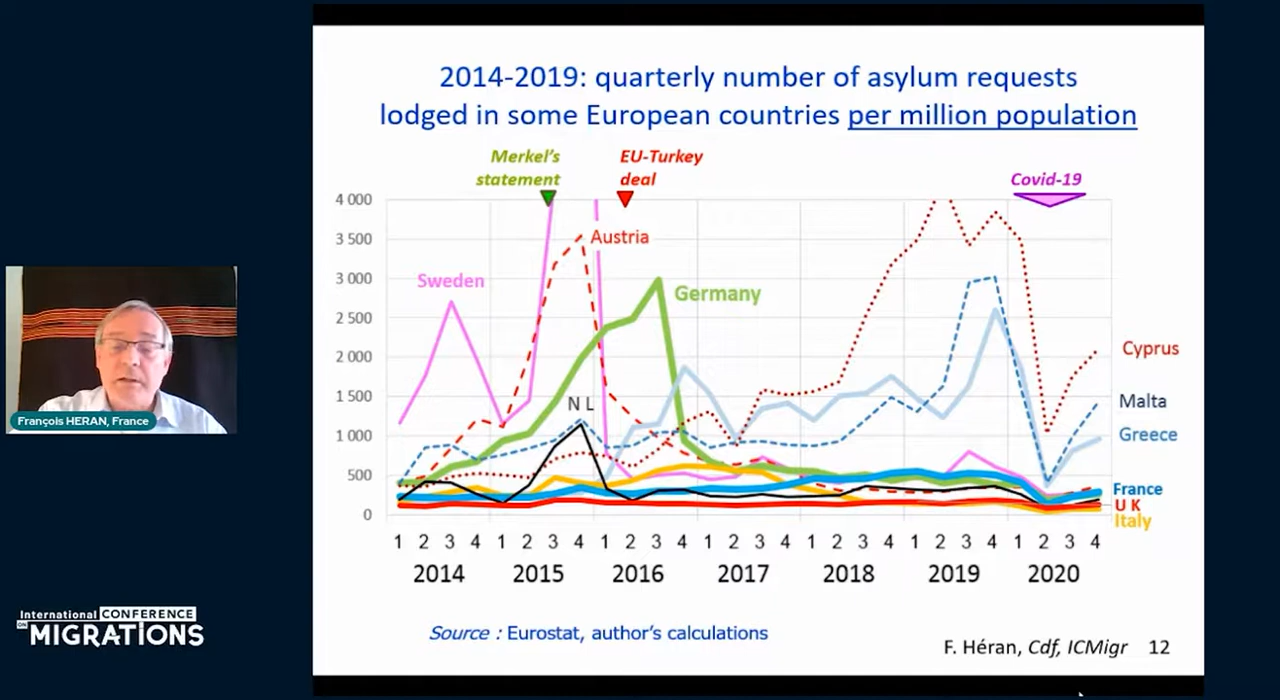 2014-2019: quarterly number of asylum requests
lodged in some European countries per million population
Merkel's
statement
EU-Turkey
deal
Covid-19
4 000
3 500
3 000
2 500
2 000
1 500
1 000
500
0
Sweden
Austria
Germany
N L
Cyprus
Malta
Greece
France
U K
Italy
1 2 3 4 1 2 3 4 1 2 3 4 1 2 3 4 1 2 3 4 1 2 3 4 1 2 3 4
2014 2015 2016 2017 2018 2019 2020
Source : Eurostat, author's calculations
F. Héran, Cdf, ICMigr 12
François HERAN, France
International CONFERENCE
ON MIGRATIONS